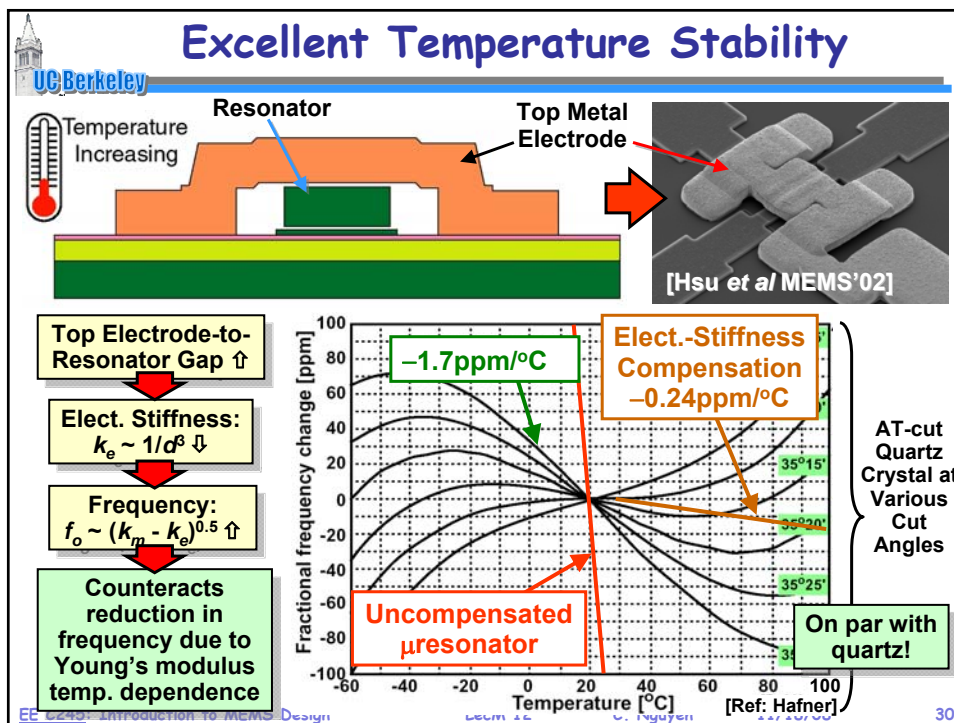 Excellent Temperature Stability
UC Berkeley
Temperature
Increasing
Resonator
Top Metal
Electrode
[Hsu et al MEMS'02]
Top Electrode-to-
Resonator Gap ⇧
Elect. Stiffness:
kₑ ~ 1/d³ ⇩
Frequency:
fₒ ~ (kₘ - kₑ)^0.5 ⇧
Counteracts
reduction in
frequency due to
Young's modulus
temp. dependence
Fractional frequency change [ppm]
100
80
60
40
20
0
-20
-40
-60
-80
-100
-60
-40
-20
0
20
40
60
80
100
Temperature [°C]
–1.7ppm/°C
Elect.-Stiffness
Compensation
–0.24ppm/°C
Uncompensated
μresonator
35°15'
35°20'
35°25'
AT-cut
Quartz
Crystal at
Various
Cut
Angles
On par with
quartz!
[Ref: Hafner]
EE C245: Introduction to MEMS Design
LecM 12
C. Nguyen
30